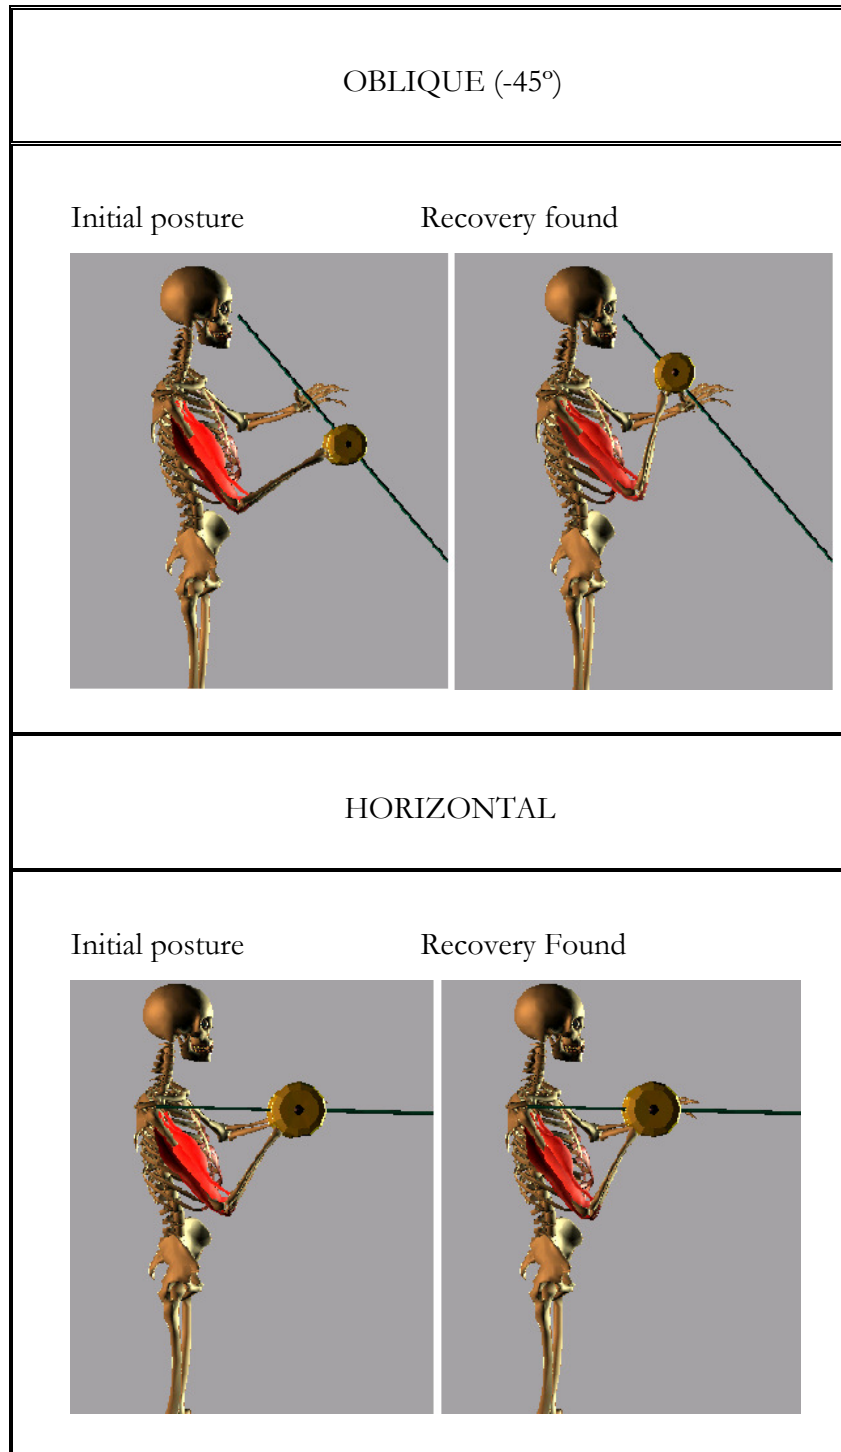 OBLIQUE (-45º)
Initial posture Recovery found
HORIZONTAL
Initial posture Recovery Found